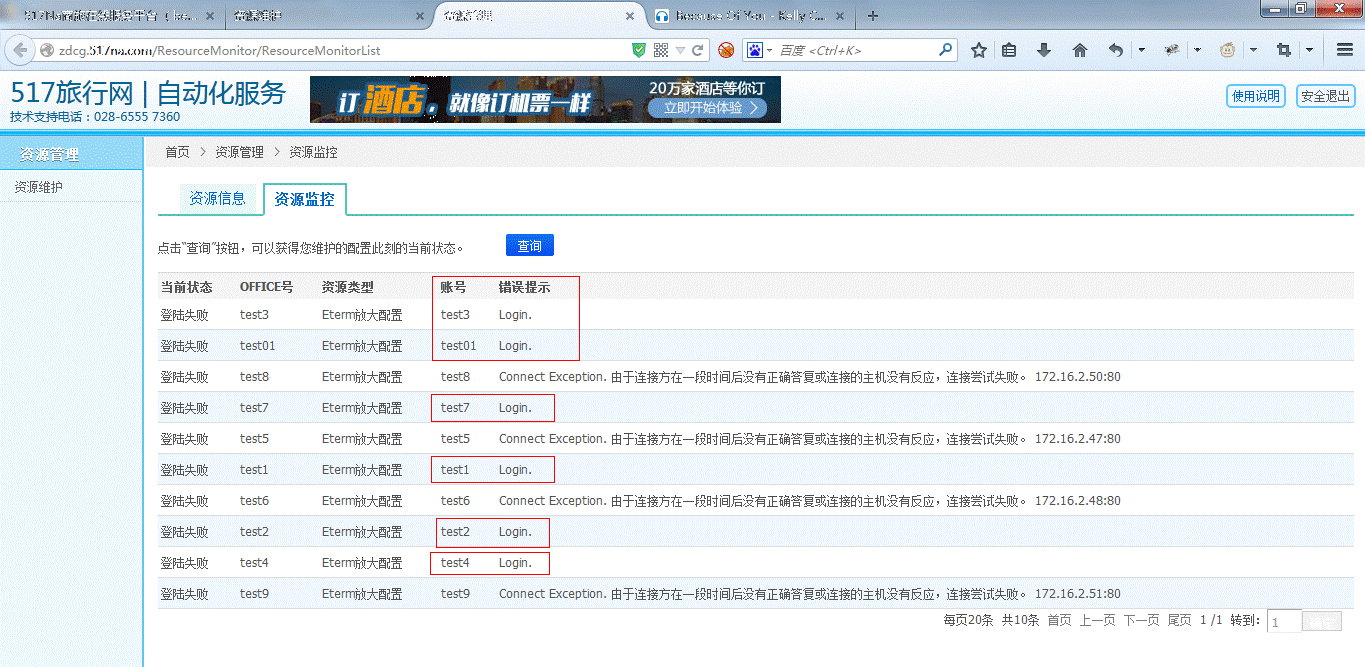 资源管理
Because Of You - Kelly C...
zdcg.517na.com/ResourceMonitor/ResourceMonitorList
百度 <Ctrl+K>
517旅行网 | 自动化服务
技术支持电话：028-6555 7360
订酒店，就像订机票一样
20万家酒店等你订
立即开始体验
使用说明 安全退出
资源管理
资源维护
首页 > 资源管理 > 资源监控
资源信息 资源监控
点击“查询”按钮，可以获得您维护的配置此刻的当前状态。 查询
当前状态 OFFICE号 资源类型 账号 错误提示
登陆失败 test3 Eterm放大配置 test3 Login.
登陆失败 test01 Eterm放大配置 test01 Login.
登陆失败 test8 Eterm放大配置 test8 Connect Exception. 由于连接方在一段时间后没有正确答复或连接的主机没有反应，连接尝试失败。 172.16.2.50:80
登陆失败 test7 Eterm放大配置 test7 Login.
登陆失败 test5 Eterm放大配置 test5 Connect Exception. 由于连接方在一段时间后没有正确答复或连接的主机没有反应，连接尝试失败。 172.16.2.47:80
登陆失败 test1 Eterm放大配置 test1 Login.
登陆失败 test6 Eterm放大配置 test6 Connect Exception. 由于连接方在一段时间后没有正确答复或连接的主机没有反应，连接尝试失败。 172.16.2.48:80
登陆失败 test2 Eterm放大配置 test2 Login.
登陆失败 test4 Eterm放大配置 test4 Login.
登陆失败 test9 Eterm放大配置 test9 Connect Exception. 由于连接方在一段时间后没有正确答复或连接的主机没有反应，连接尝试失败。 172.16.2.51:80
每页20条 共10条 首页 上一页 下一页 尾页 1 /1 转到： 1 确定